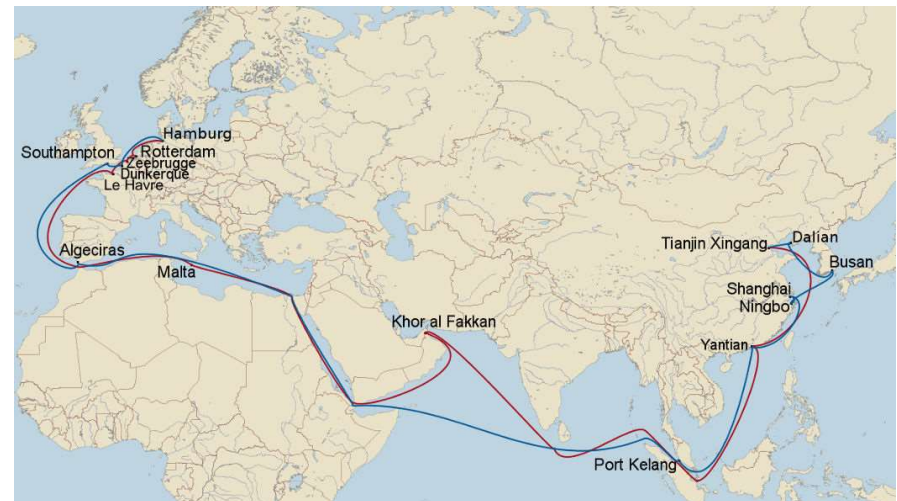 Hamburg
Southampton
Rotterdam
Zeebrugge
Dunkerque
Le Havre
Algeciras
Malta
Khor al Fakkan
Tianjin Xingang
Dalian
Busan
Shanghai
Ningbo
Yantian
Port Kelang